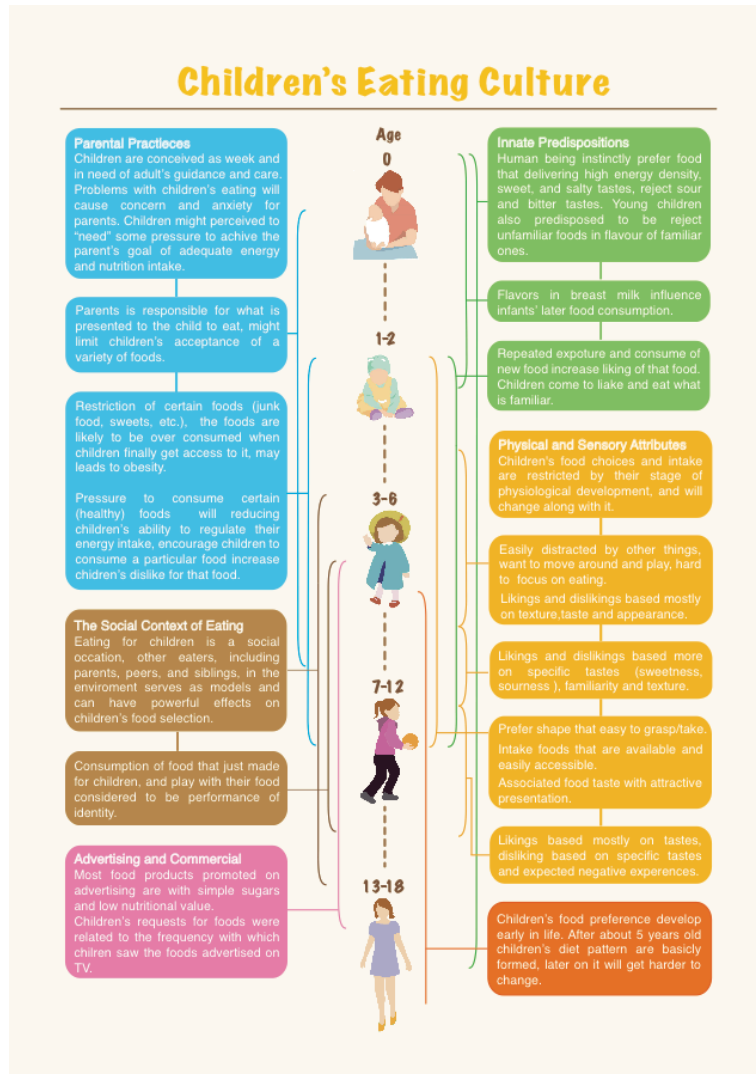 Children's Eating Culture
Parental Practieces
Children are conceived as week and
in need of adult's guidance and care.
Problems with children's eating will
cause concern and anxiety for
parents. Children might perceived to
“need” some pressure to achive the
parent's goal of adequate energy
and nutrition intake.
Parents is responsible for what is
presented to the child to eat, might
limit children's acceptance of a
variety of foods.
Restriction of certain foods (junk
food, sweets, etc.), the foods are
likely to be over consumed when
children finally get access to it, may
leads to obesity.
Pressure to consume certain
(healthy) foods will reducing
children's ability to regulate their
energy intake, encourage children to
consume a particular food increase
chidren's dislike for that food.
The Social Context of Eating
Eating for children is a social
occation, other eaters, including
parents, peers, and siblings, in the
enviroment serves as models and
can have powerful effects on
children's food selection.
Consumption of food that just made
for children, and play with their food
considered to be performance of
identity.
Advertising and Commercial
Most food products promoted on
advertising are with simple sugars
and low nutritional value.
Children's requests for foods were
related to the frequency with which
chilren saw the foods advertised on
TV.
Age
0
1-2
3-6
7-12
13-18
Innate Predispositions
Human being instinctly prefer food
that delivering high energy density,
sweet, and salty tastes, reject sour
and bitter tastes. Young children
also predisposed to be reject
unfamiliar foods in flavour of familiar
ones.
Flavors in breast milk influence
infants' later food consumption.
Repeated expoture and consume of
new food increase liking of that food.
Children come to liake and eat what
is familiar.
Physical and Sensory Attributes
Children's food choices and intake
are restricted by their stage of
physiological development, and will
change along with it.
Easily distracted by other things,
want to move around and play, hard
to focus on eating.
Likings and dislikings based mostly
on texture,taste and appearance.
Likings and dislikings based more
on specific tastes (sweetness,
sourness ), familiarity and texture.
Prefer shape that easy to grasp/take.
Intake foods that are available and
easily accessible.
Associated food taste with attractive
presentation.
Likings based mostly on tastes,
disliking based on specific tastes
and expected negative experences.
Children's food preference develop
early in life. After about 5 years old
children's diet pattern are basicly
formed, later on it will get harder to
change.